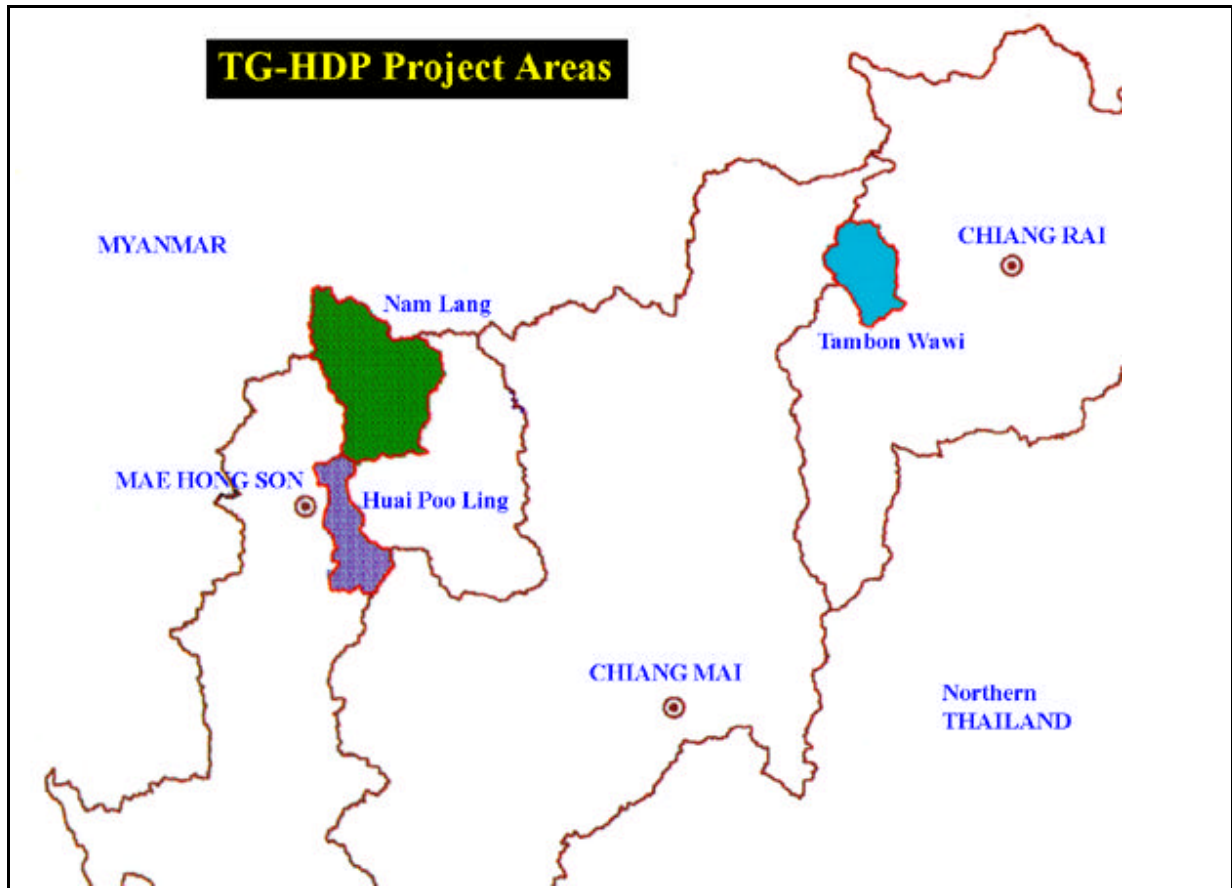 TG-HDP Project Areas
MYANMAR
CHIANG RAI
Nam Lang
Tambon Wawi
MAE HONG SON
Huai Poo Ling
CHIANG MAI
Northern
THAILAND